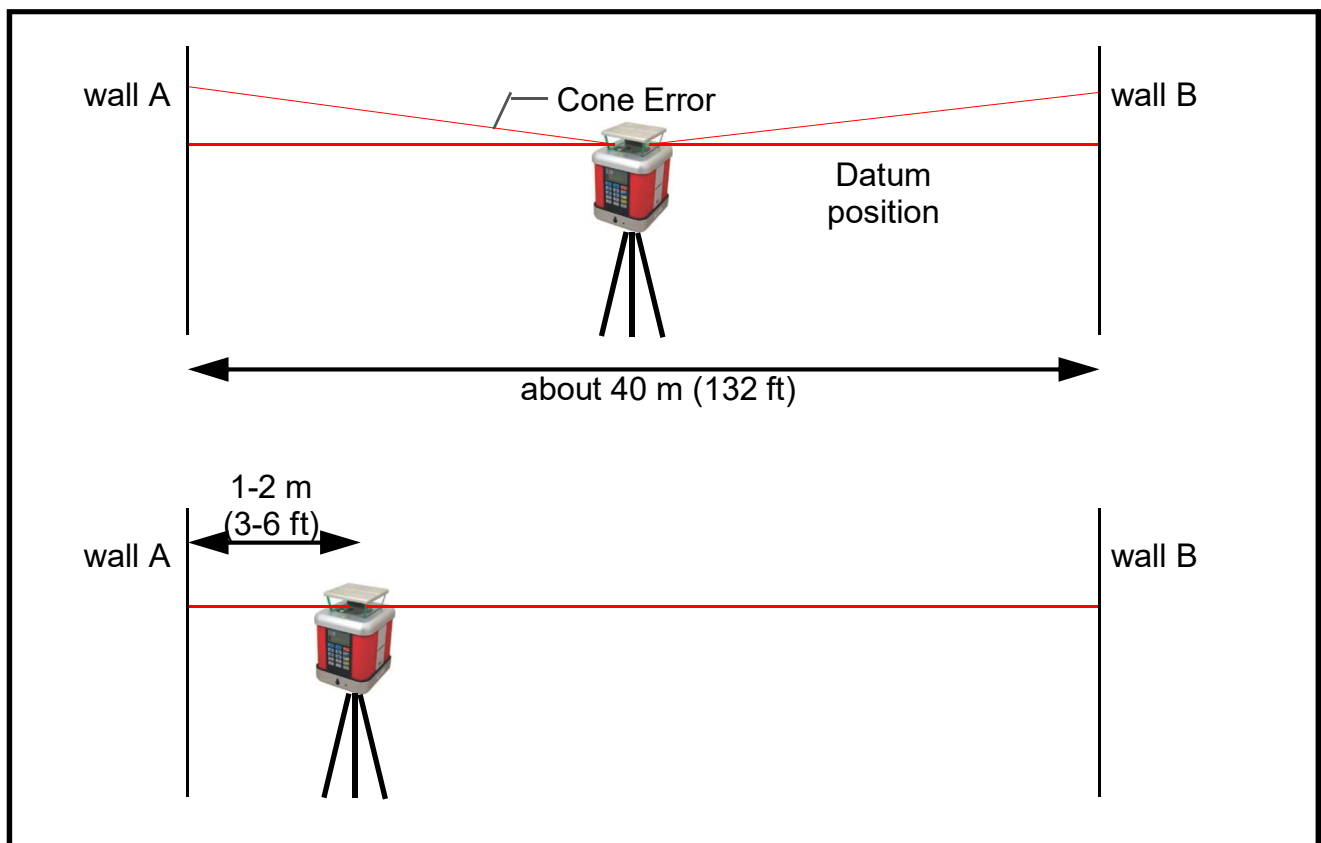 wall A
Cone Error
wall B
Datum
position
about 40 m (132 ft)
1-2 m
(3-6 ft)
wall A
wall B